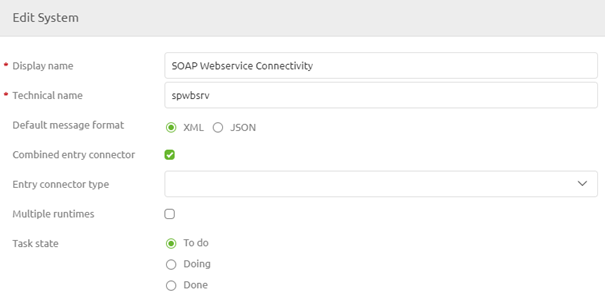 Edit System
* Display name SOAP Webservice Connectivity
* Technical name spwbsrv
Default message format XML JSON
Combined entry connector
Entry connector type
Multiple runtimes
Task state To do
Doing
Done